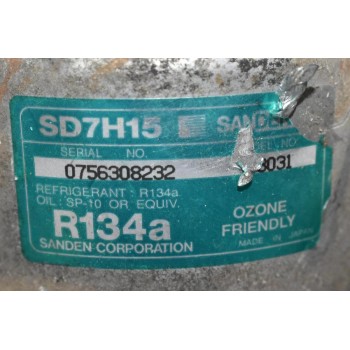 SD7H15 SANDEN
SERIAL NO.
0756308232 8031
REFRIGERANT : R134a
OIL : SP-10 OR EQUIV.
R134a OZONE FRIENDLY
SANDEN CORPORATION MADE IN JAPAN